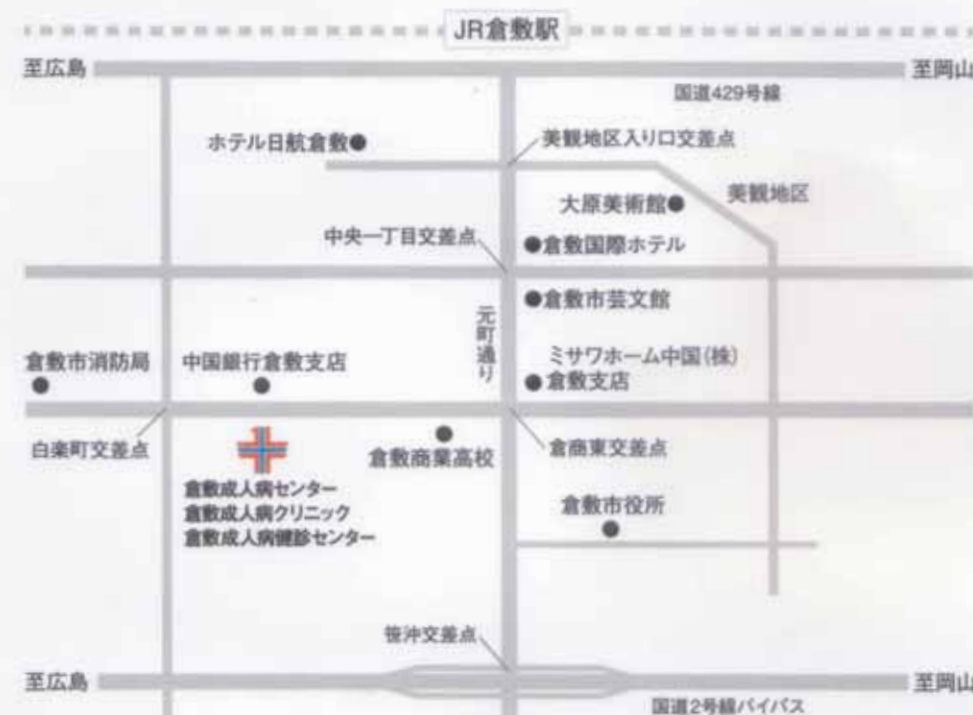 JR倉敷駅
至広島
至岡山
国道429号線
ホテル日航倉敷
美観地区入り口交差点
大原美術館
美観地区
中央一丁目交差点
倉敷国際ホテル
倉敷市芸文館
元町通り
倉敷市消防局
中国銀行倉敷支店
ミサワホーム中国(株)
倉敷支店
白楽町交差点
倉敷商業高校
倉商東交差点
倉敷成人病センター
倉敷成人病クリニック
倉敷成人病健診センター
倉敷市役所
笹沖交差点
至広島
至岡山
国道2号線バイパス